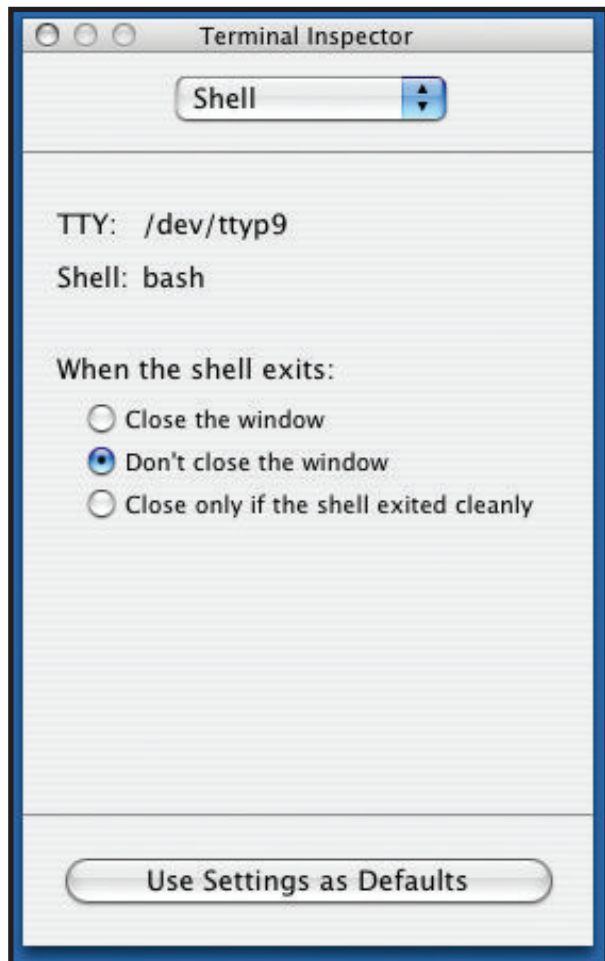 Terminal Inspector
Shell
TTY: /dev/ttyp9
Shell: bash
When the shell exits:
Close the window
Don't close the window
Close only if the shell exited cleanly
Use Settings as Defaults